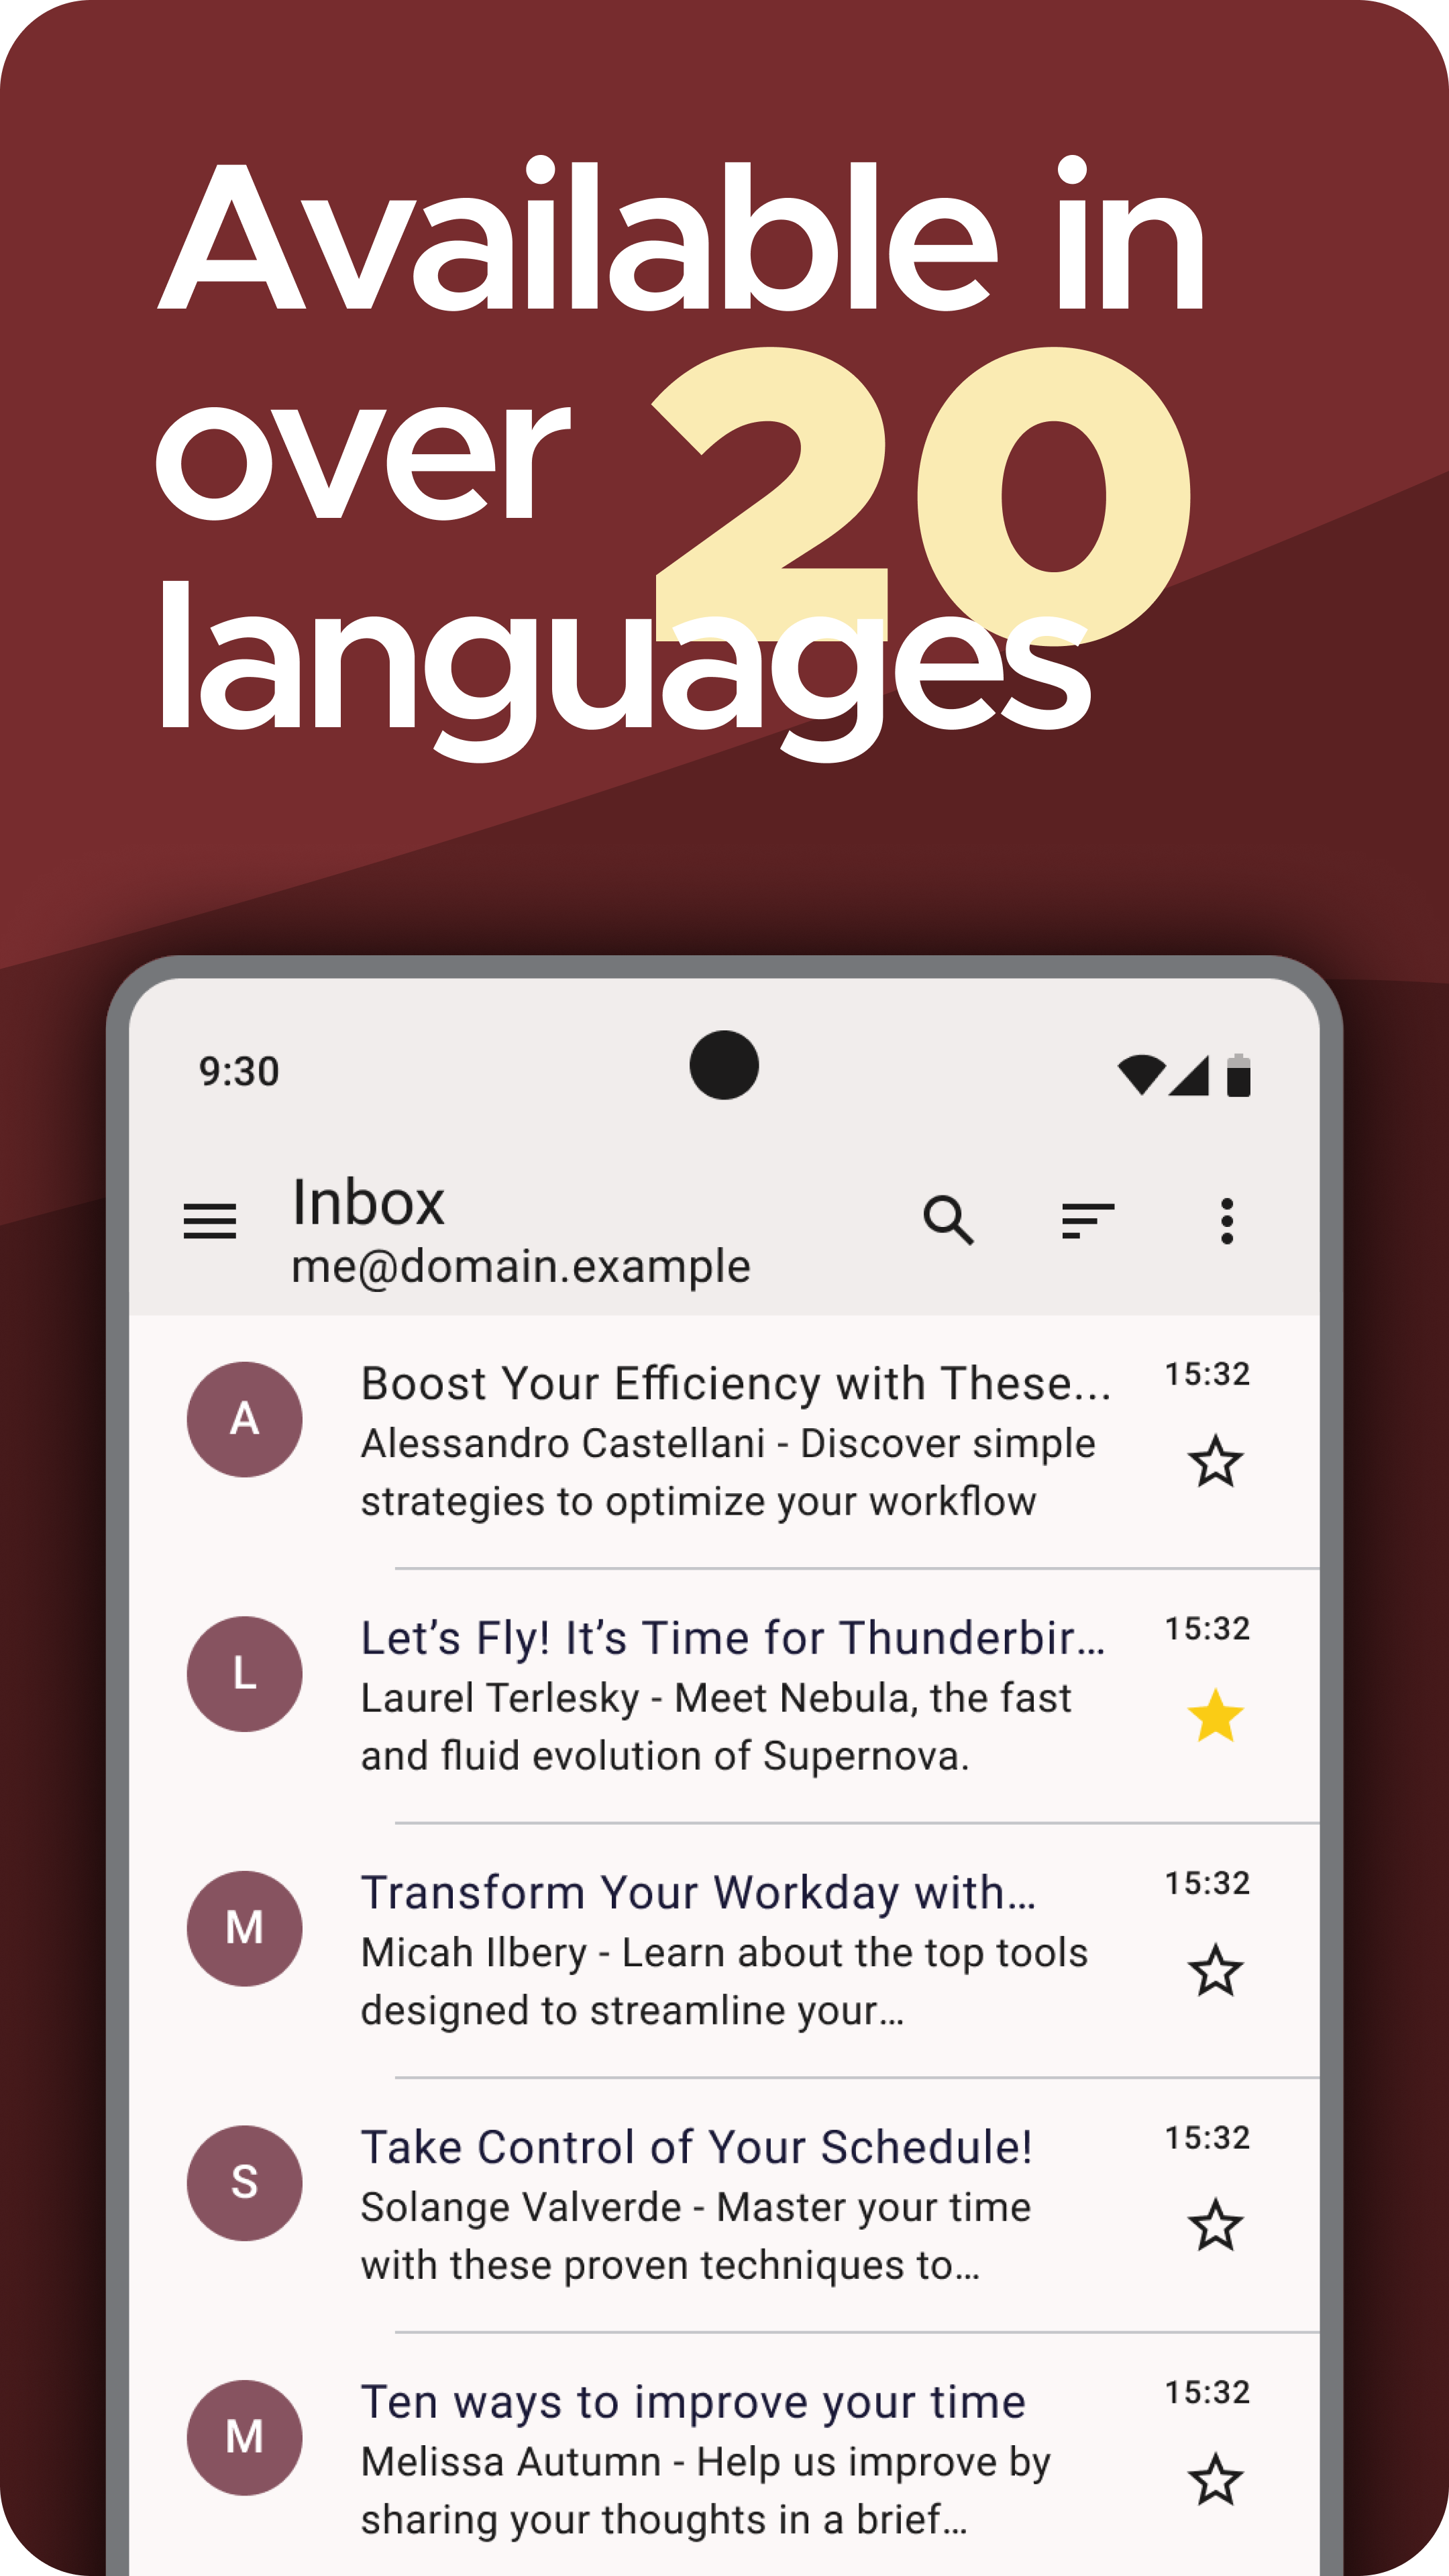 Available in
over 20
languages
9:30
Inbox
me@domain.example
A
Boost Your Efficiency with These...
15:32
Alessandro Castellani - Discover simple
strategies to optimize your workflow
L
Let’s Fly! It’s Time for Thunderbir...
15:32
Laurel Terlesky - Meet Nebula, the fast
and fluid evolution of Supernova.
M
Transform Your Workday with...
15:32
Micah Ilbery - Learn about the top tools
designed to streamline your...
S
Take Control of Your Schedule!
15:32
Solange Valverde - Master your time
with these proven techniques to...
M
Ten ways to improve your time
15:32
Melissa Autumn - Help us improve by
sharing your thoughts in a brief...